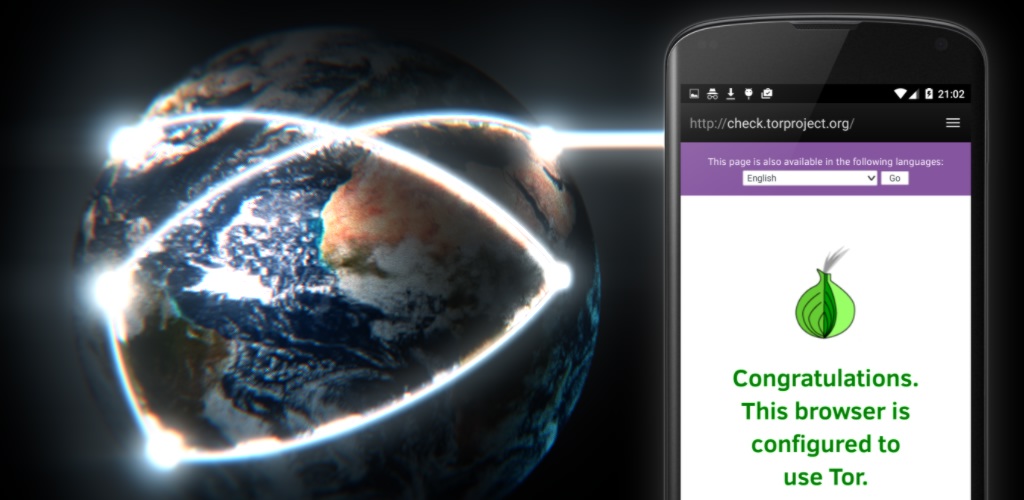 21:02
http://check.torproject.org/
This page is also available in the following languages:
English Go
Congratulations.
This browser is
configured to
use Tor.